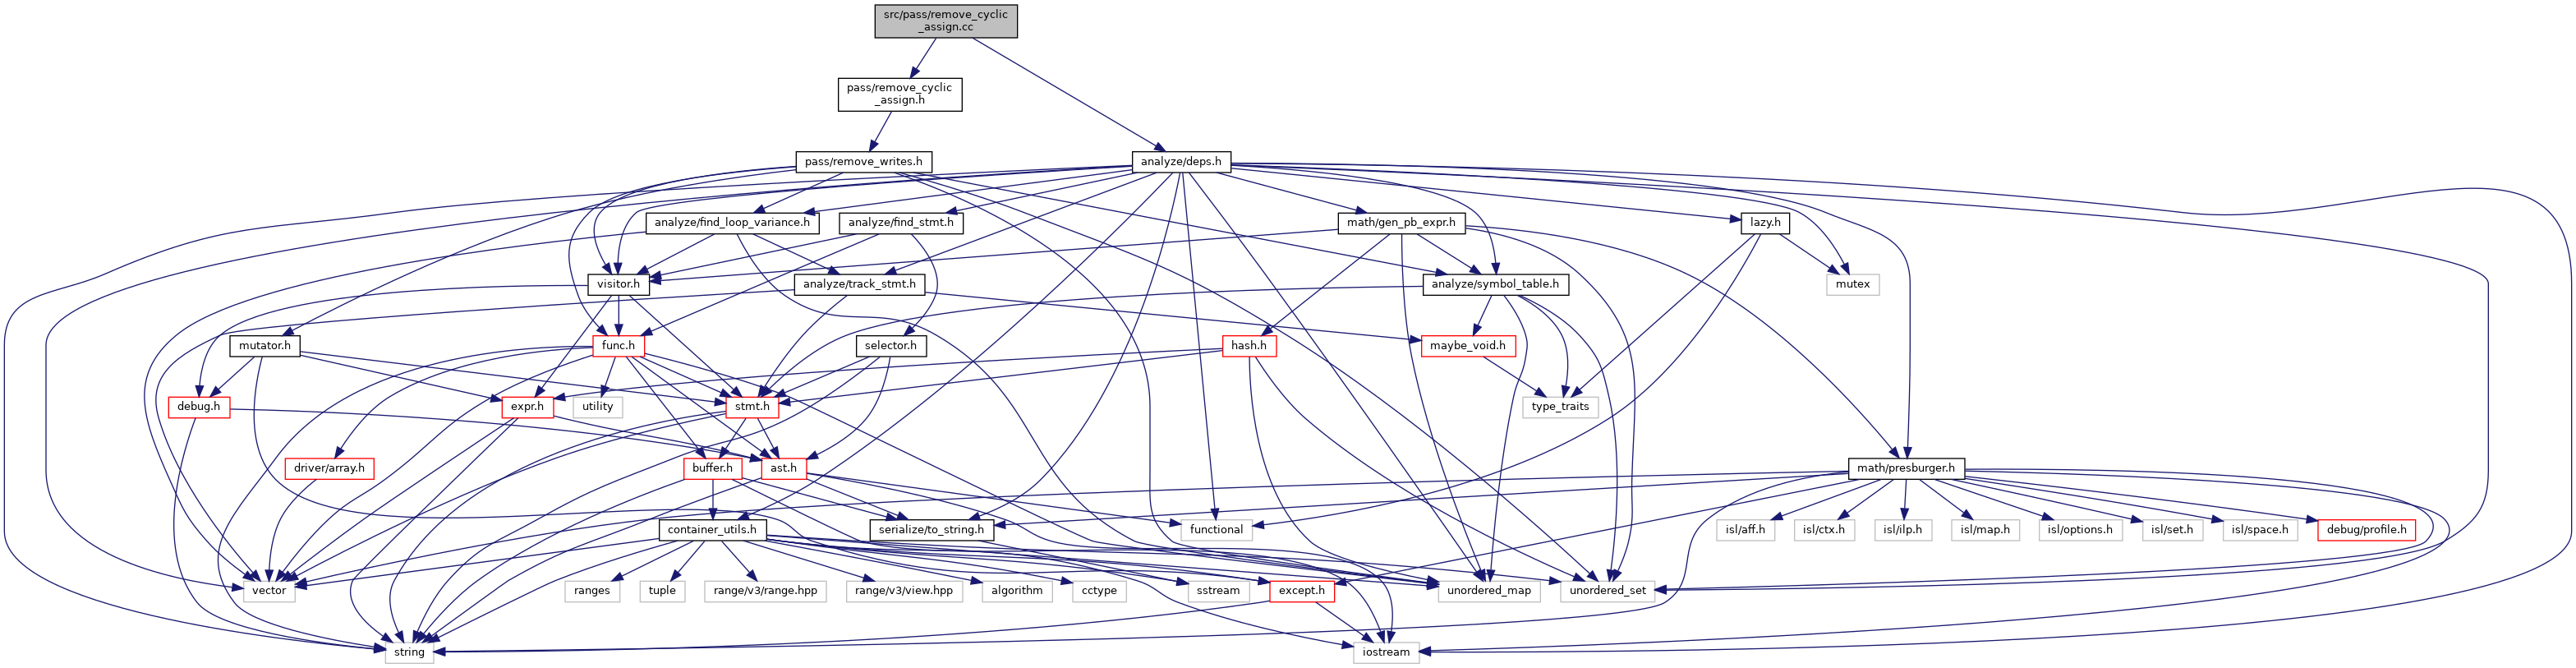 src/pass/remove_cyclic
_assign.cc
pass/remove_cyclic
_assign.h
pass/remove_writes.h
analyze/deps.h
analyze/find_loop_variance.h
analyze/find_stmt.h
math/gen_pb_expr.h
lazy.h
visitor.h
analyze/track_stmt.h
analyze/symbol_table.h
mutex
mutator.h
func.h
selector.h
hash.h
maybe_void.h
debug.h
expr.h
utility
stmt.h
type_traits
driver/array.h
buffer.h
ast.h
math/presburger.h
container_utils.h
serialize/to_string.h
functional
isl/aff.h
isl/ctx.h
isl/ilp.h
isl/map.h
isl/options.h
isl/set.h
isl/space.h
debug/profile.h
vector
ranges
tuple
range/v3/range.hpp
range/v3/view.hpp
algorithm
cctype
sstream
except.h
unordered_map
unordered_set
string
iostream